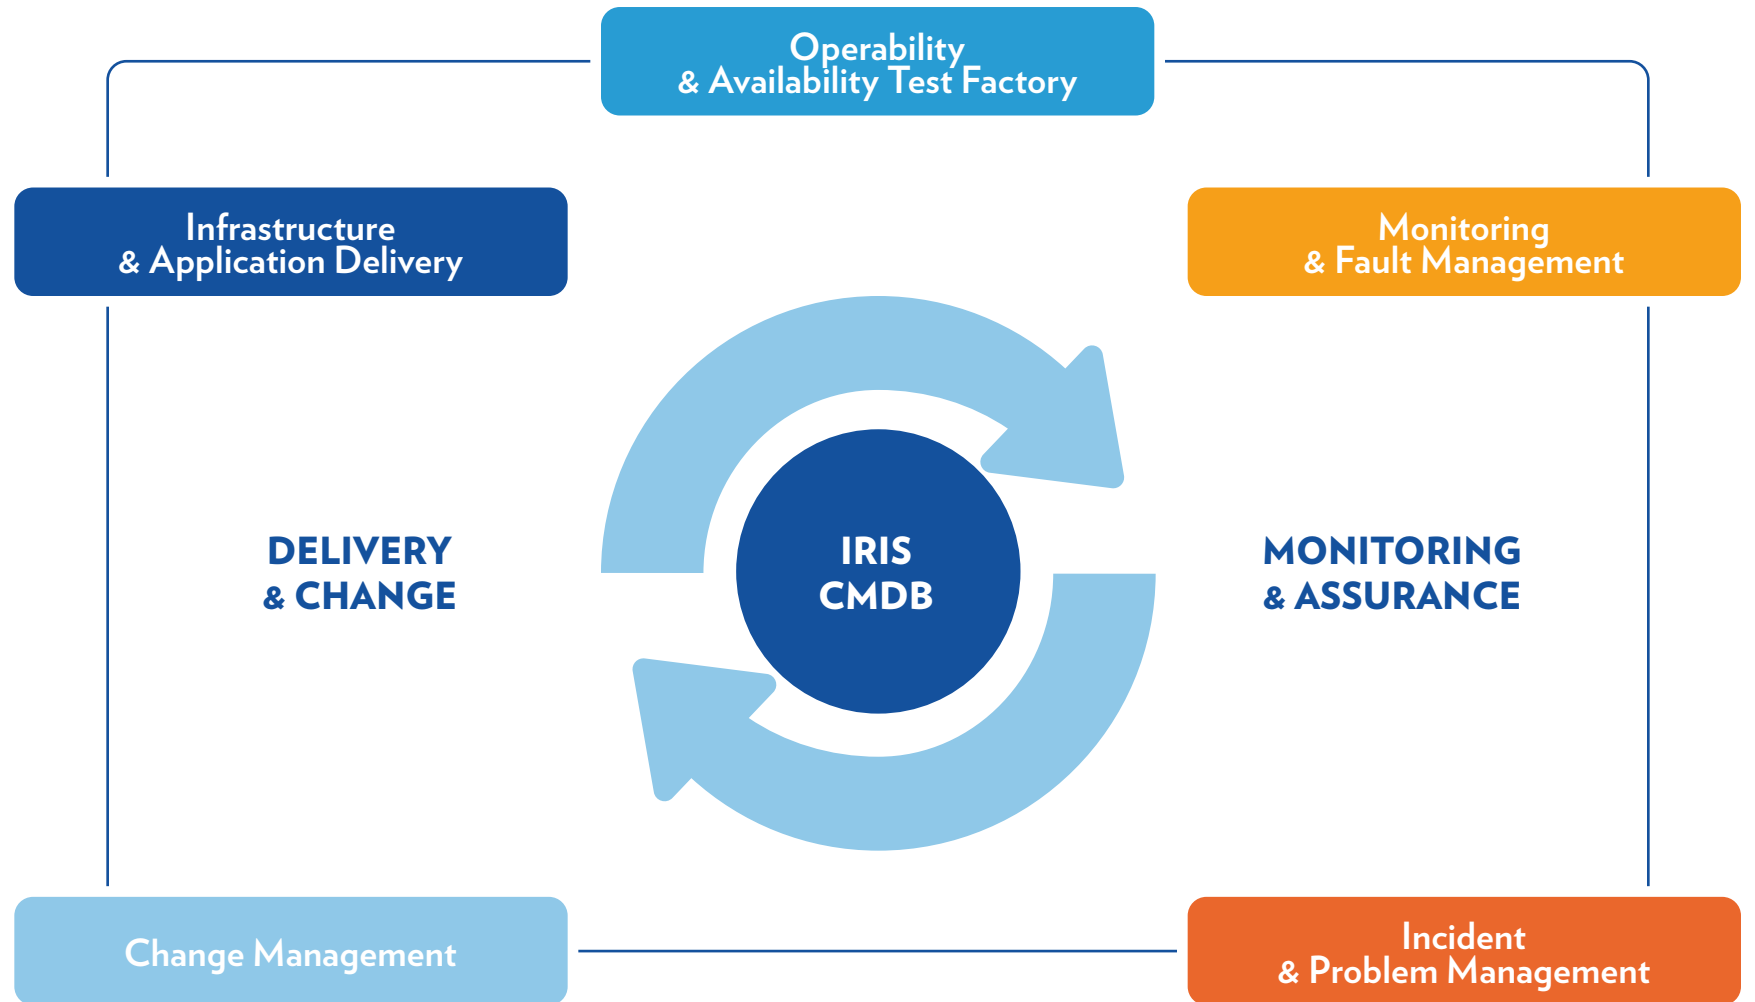 Operability
& Availability Test Factory
Infrastructure
& Application Delivery
Monitoring
& Fault Management
DELIVERY
& CHANGE
IRIS
CMDB
MONITORING
& ASSURANCE
Change Management
Incident
& Problem Management